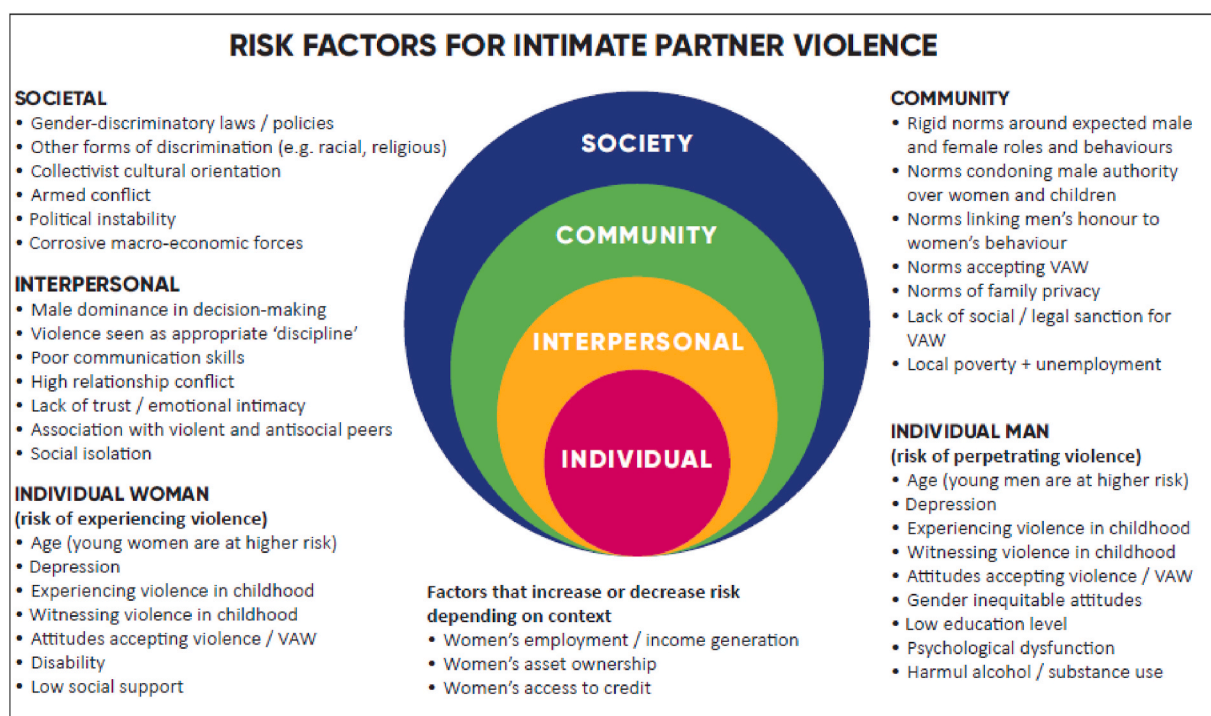 RISK FACTORS FOR INTIMATE PARTNER VIOLENCE
SOCIETAL
• Gender-discriminatory laws / policies
• Other forms of discrimination (e.g. racial, religious)
• Collectivist cultural orientation
• Armed conflict
• Political instability
• Corrosive macro-economic forces
INTERPERSONAL
• Male dominance in decision-making
• Violence seen as appropriate ‘discipline’
• Poor communication skills
• High relationship conflict
• Lack of trust / emotional intimacy
• Association with violent and antisocial peers
• Social isolation
INDIVIDUAL WOMAN
(risk of experiencing violence)
• Age (young women are at higher risk)
• Depression
• Experiencing violence in childhood
• Witnessing violence in childhood
• Attitudes accepting violence / VAW
• Disability
• Low social support
SOCIETY
COMMUNITY
INTERPERSONAL
INDIVIDUAL
Factors that increase or decrease risk
depending on context
• Women’s employment / income generation
• Women’s asset ownership
• Women’s access to credit
COMMUNITY
• Rigid norms around expected male
and female roles and behaviours
• Norms condoning male authority
over women and children
• Norms linking men’s honour to
women’s behaviour
• Norms accepting VAW
• Norms of family privacy
• Lack of social / legal sanction for
VAW
• Local poverty + unemployment
INDIVIDUAL MAN
(risk of perpetrating violence)
• Age (young men are at higher risk)
• Depression
• Experiencing violence in childhood
• Witnessing violence in childhood
• Attitudes accepting violence / VAW
• Gender inequitable attitudes
• Low education level
• Psychological dysfunction
• Harmul alcohol / substance use